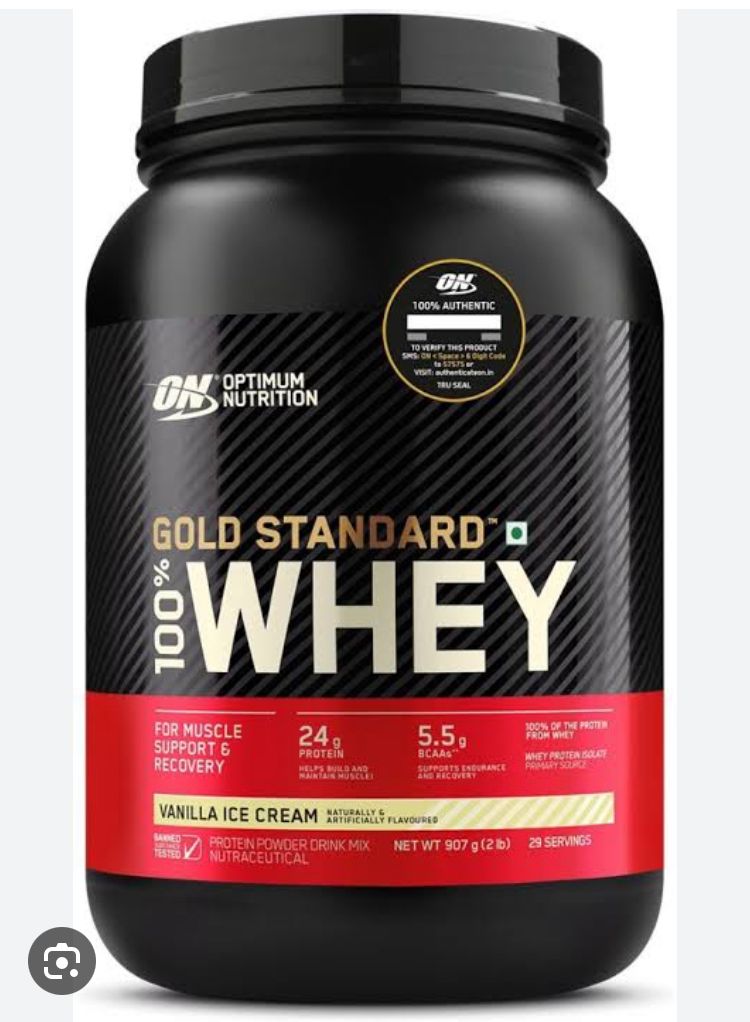 ON
100% AUTHENTIC
TO VERIFY THIS PRODUCT
SMS: ON < Space > 6 Digit Code
to 57575 or
VISIT: authenticateon.in
TRU SEAL
ON® OPTIMUM
NUTRITION
GOLD STANDARD™
100% WHEY
FOR MUSCLE
SUPPORT &
RECOVERY
24g
PROTEIN
HELPS BUILD AND
MAINTAIN MUSCLE
5.5g
BCAAs
SUPPORTS ENDURANCE
AND RECOVERY
100% OF THE PROTEIN
FROM WHEY
WHEY PROTEIN ISOLATE
PRIMARY SOURCE
VANILLA ICE CREAM
NATURALLY &
ARTIFICIALLY FLAVOURED
BANNED
SUBSTANCE
TESTED
PROTEIN POWDER DRINK MIX
NUTRACEUTICAL
NET WT 907 g (2 lb)
29 SERVINGS